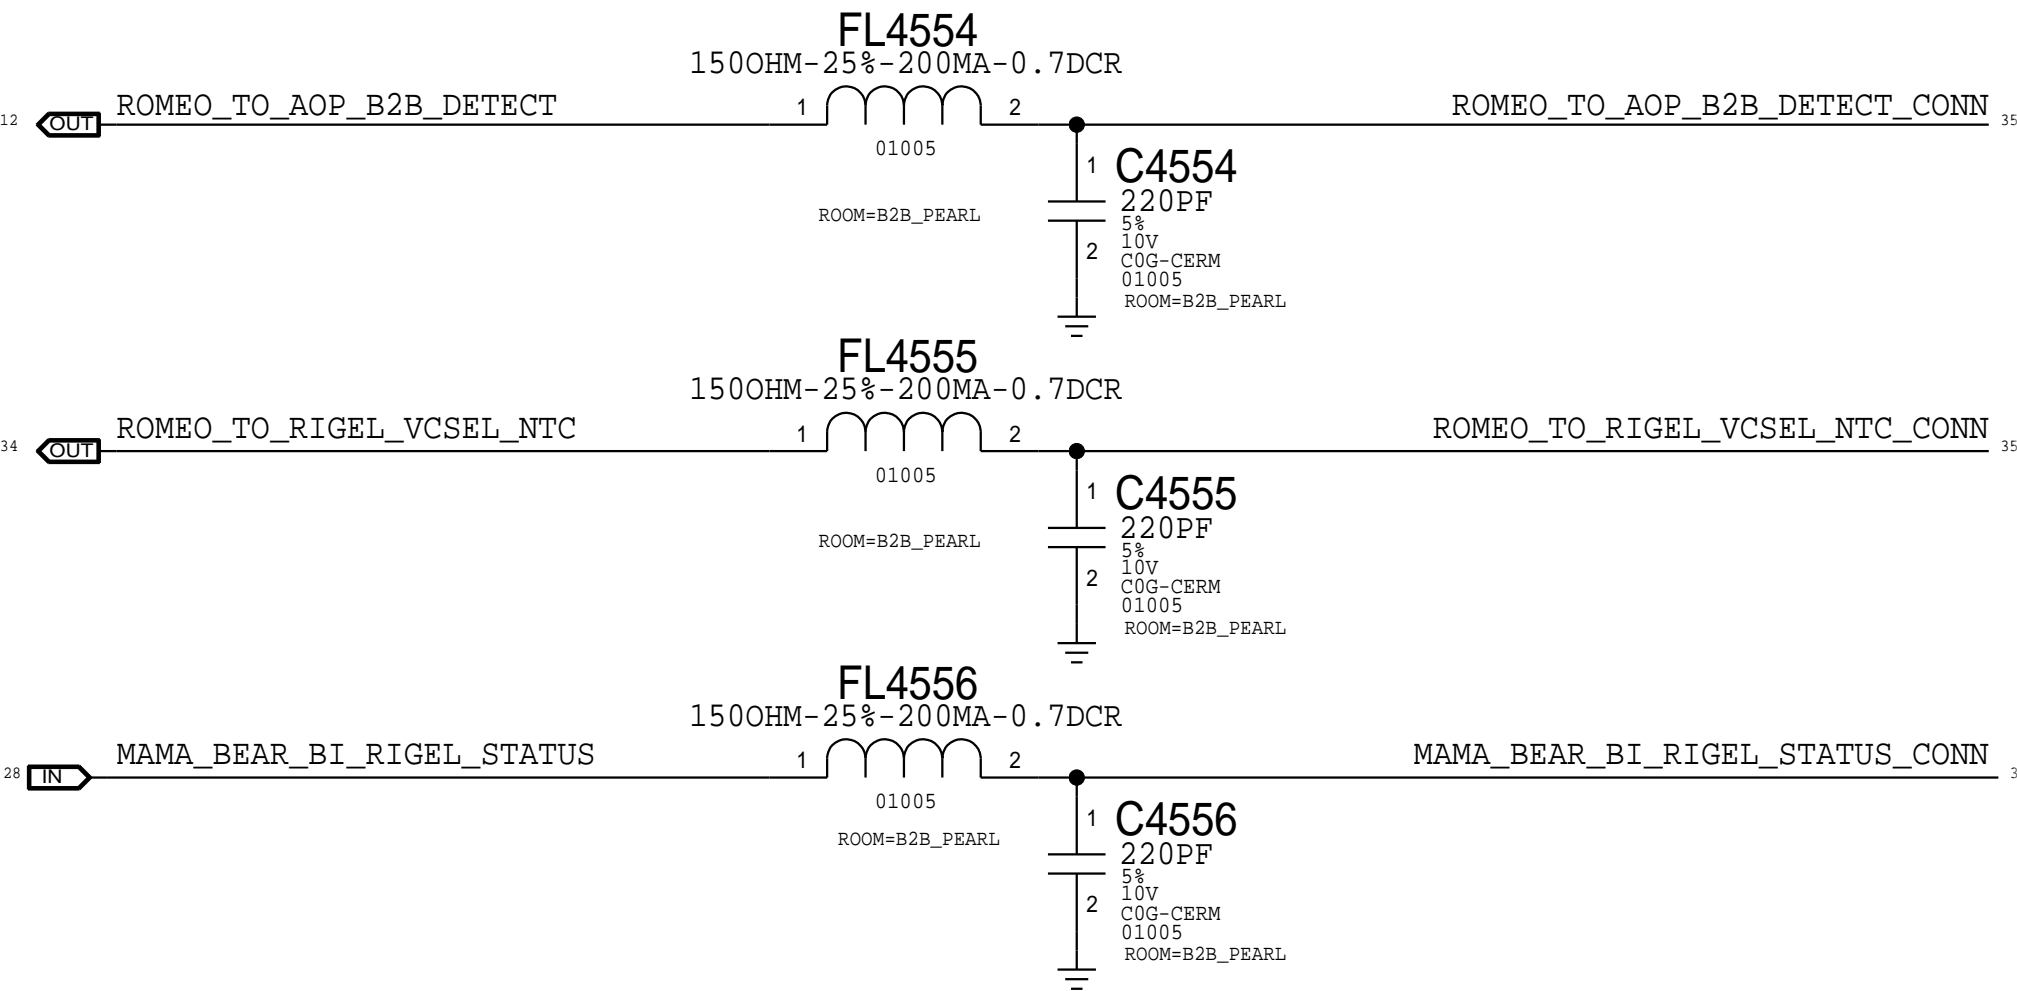 FL4554
150OHM-25%-200MA-0.7DCR
12 OUT ROMEO_TO_AOP_B2B_DETECT 1 2 ROMEO_TO_AOP_B2B_DETECT_CONN 35
01005
ROOM=B2B_PEARL
1 C4554
220PF
5%
10V
2 C0G-CERM
01005
ROOM=B2B_PEARL
FL4555
150OHM-25%-200MA-0.7DCR
34 OUT ROMEO_TO_RIGEL_VCSEL_NTC 1 2 ROMEO_TO_RIGEL_VCSEL_NTC_CONN 35
01005
ROOM=B2B_PEARL
1 C4555
220PF
5%
10V
2 C0G-CERM
01005
ROOM=B2B_PEARL
FL4556
150OHM-25%-200MA-0.7DCR
28 IN MAMA_BEAR_BI_RIGEL_STATUS 1 2 MAMA_BEAR_BI_RIGEL_STATUS_CONN 3
01005
ROOM=B2B_PEARL
1 C4556
220PF
5%
10V
2 C0G-CERM
01005
ROOM=B2B_PEARL